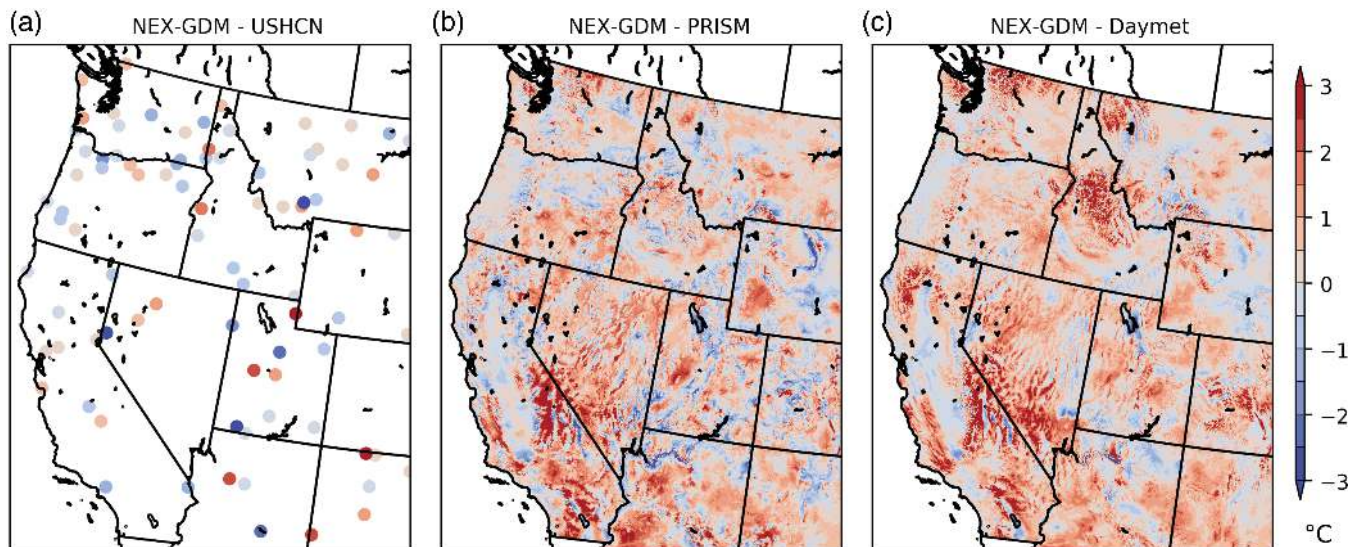 (a) NEX-GDM - USHCN
(b) NEX-GDM - PRISM
(c) NEX-GDM - Daymet
3
2
1
0
−1
−2
−3
°C